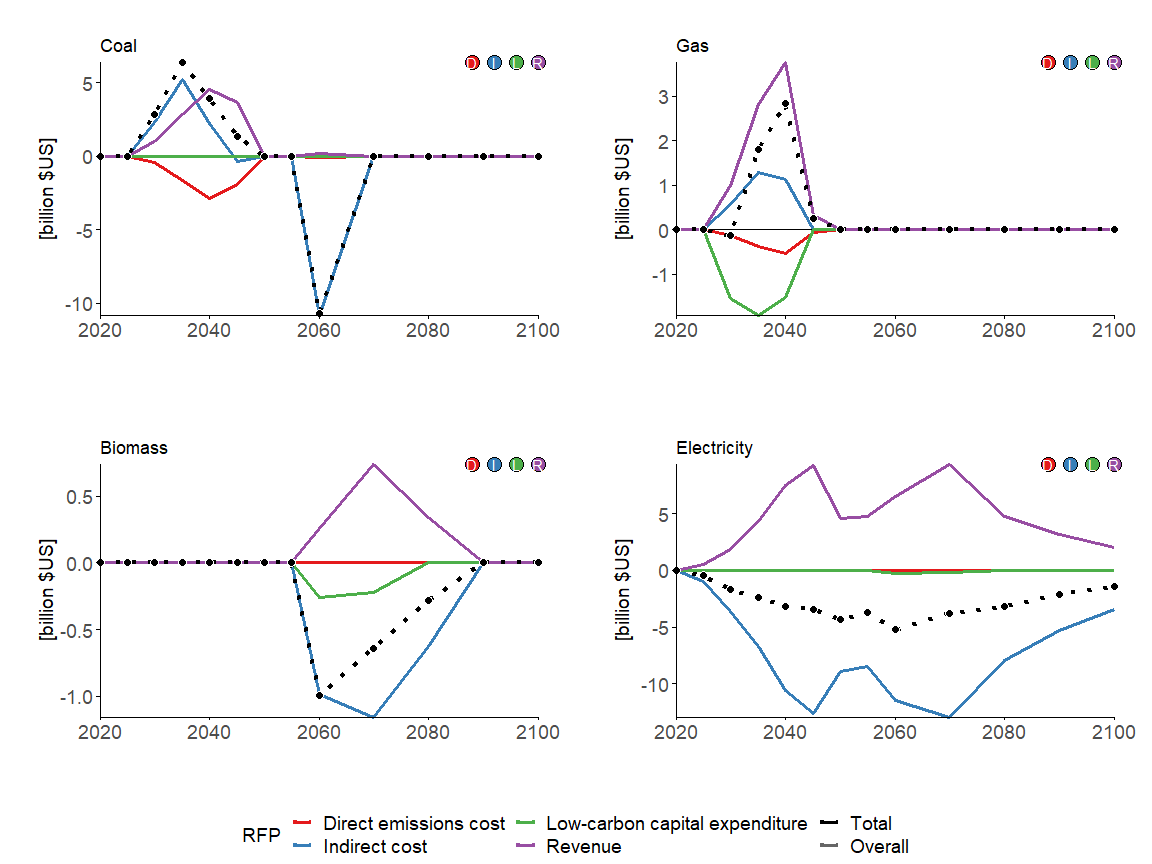 Coal
D I L R
[billion $US]
5
0
-5
-10
2020 2040 2060 2080 2100
Gas
D I L R
[billion $US]
3
2
1
0
-1
2020 2040 2060 2080 2100
Biomass
D I L R
[billion $US]
0.5
0.0
-0.5
-1.0
2020 2040 2060 2080 2100
Electricity
D I L R
[billion $US]
5
0
-5
-10
2020 2040 2060 2080 2100
RFP
Direct emissions cost Low-carbon capital expenditure Total
Indirect cost Revenue Overall